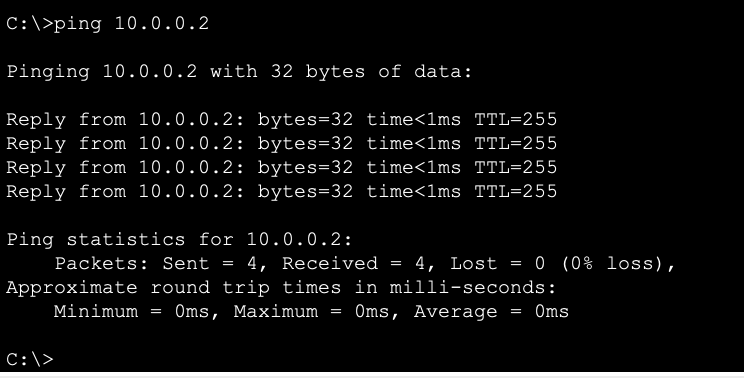 C:\>ping 10.0.0.2
Pinging 10.0.0.2 with 32 bytes of data:
Reply from 10.0.0.2: bytes=32 time<1ms TTL=255
Reply from 10.0.0.2: bytes=32 time<1ms TTL=255
Reply from 10.0.0.2: bytes=32 time<1ms TTL=255
Reply from 10.0.0.2: bytes=32 time<1ms TTL=255
Ping statistics for 10.0.0.2:
    Packets: Sent = 4, Received = 4, Lost = 0 (0% loss),
Approximate round trip times in milli-seconds:
    Minimum = 0ms, Maximum = 0ms, Average = 0ms
C:\>